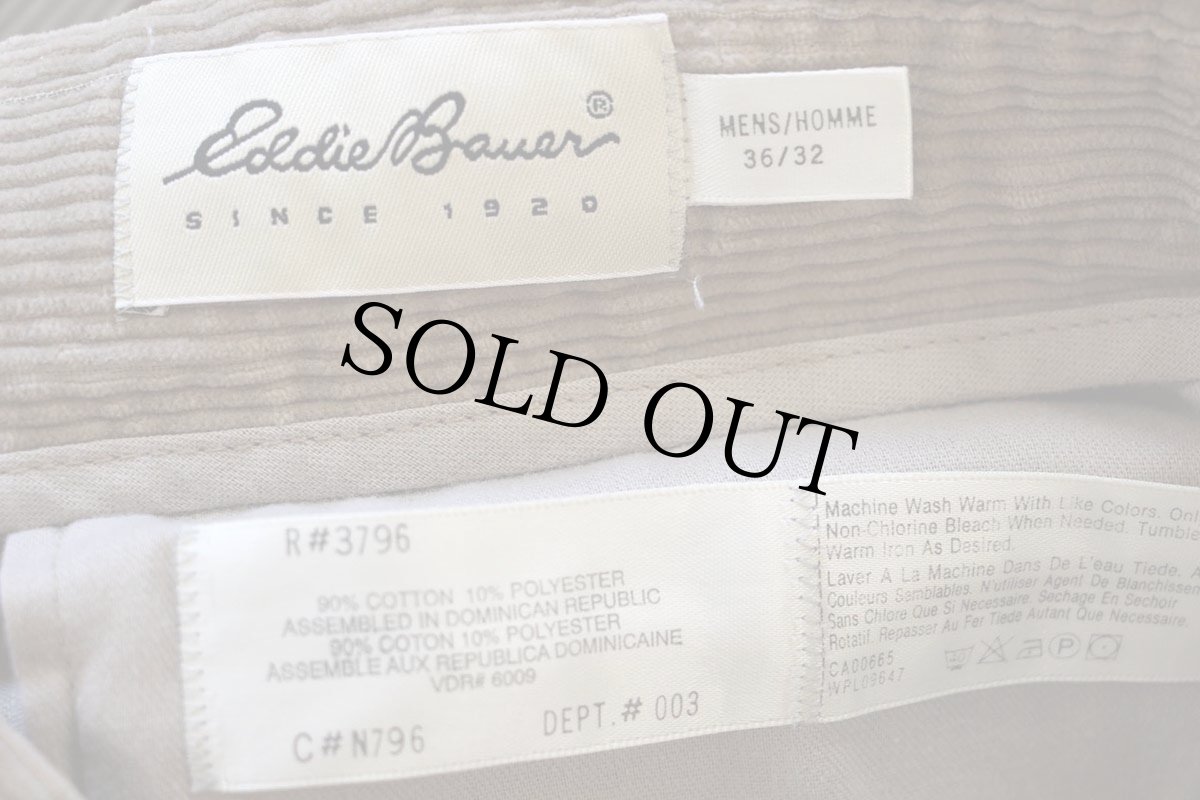 Eddie Bauer®
SINCE 1920
MENS/HOMME
36/32
SOLD OUT
R#3796
90% COTTON 10% POLYESTER
ASSEMBLED IN DOMINICAN REPUBLIC
90% COTON 10% POLYESTER
ASSEMBLE AUX REPUBLICA DOMINICAINE
VDR# 6009
C#N796
DEPT.# 003
Machine Wash Warm With Like Colors. Onl
Non-Chlorine Bleach When Needed. Tumble
Warm Iron As Desired.
Laver A La Machine Dans De L'eau Tiede. A
Couleurs Semblables. N'utiliser Agent De Blanchisse
Sans Chlore Que Si Necessaire. Sechage En Sechoir
Rotatif. Repasser Au Fer Tiede Autant Que Necessaire.
CA00665
WPL09647